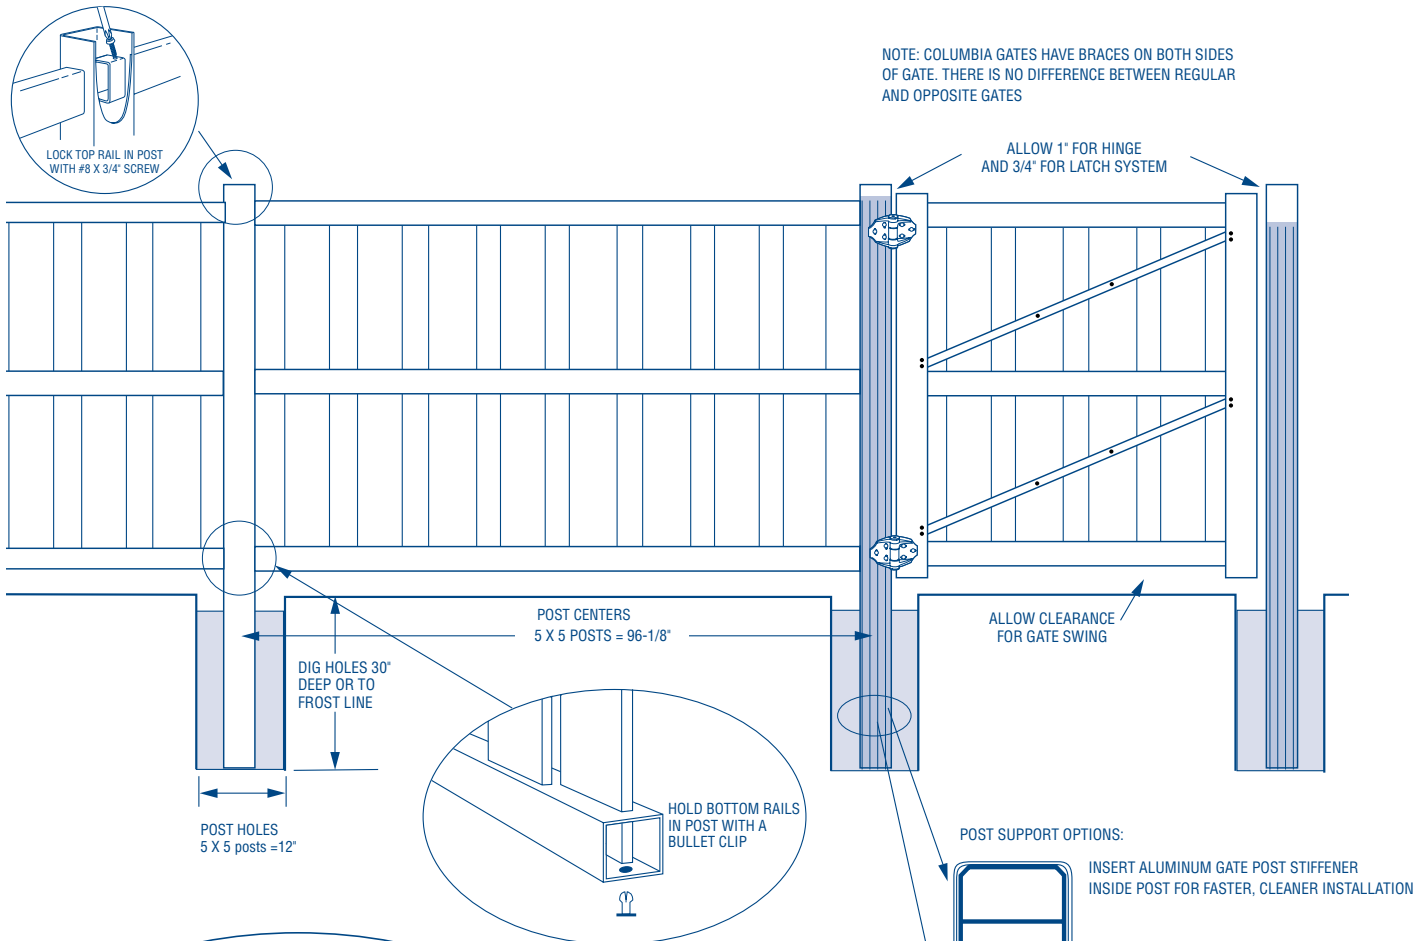 LOCK TOP RAIL IN POST
WITH #8 X 3/4" SCREW
NOTE: COLUMBIA GATES HAVE BRACES ON BOTH SIDES
OF GATE. THERE IS NO DIFFERENCE BETWEEN REGULAR
AND OPPOSITE GATES
ALLOW 1" FOR HINGE
AND 3/4" FOR LATCH SYSTEM
POST CENTERS
5 X 5 POSTS = 96-1/8"
ALLOW CLEARANCE
FOR GATE SWING
DIG HOLES 30"
DEEP OR TO
FROST LINE
POST HOLES
5 X 5 posts =12"
HOLD BOTTOM RAILS
IN POST WITH A
BULLET CLIP
POST SUPPORT OPTIONS:
INSERT ALUMINUM GATE POST STIFFENER
INSIDE POST FOR FASTER, CLEANER INSTALLATION